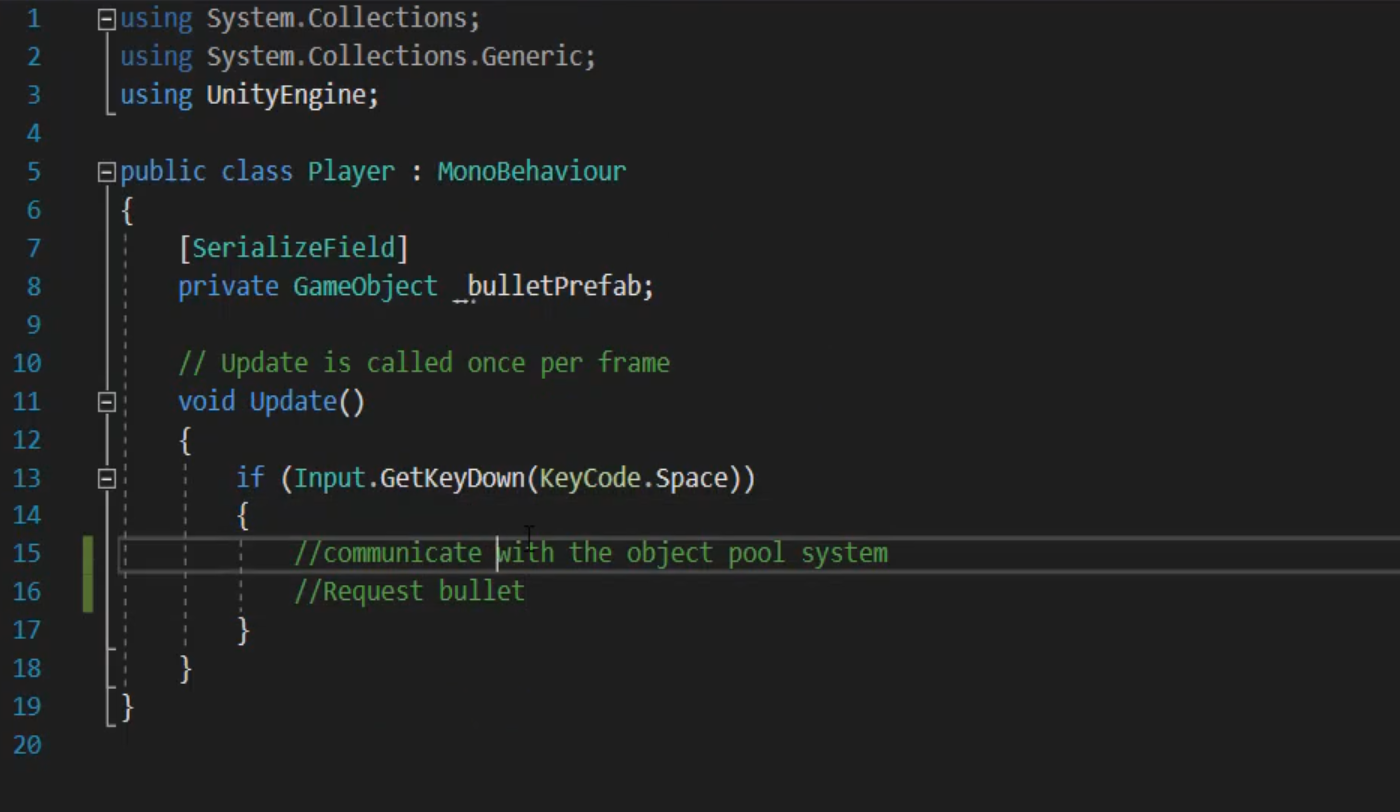 1 using System.Collections;
2 using System.Collections.Generic;
3 using UnityEngine;
4
5 public class Player : MonoBehaviour
6 {
7 [SerializeField]
8 private GameObject _bulletPrefab;
9
10 // Update is called once per frame
11 void Update()
12 {
13 if (Input.GetKeyDown(KeyCode.Space))
14 {
15 //communicate with the object pool system
16 //Request bullet
17 }
18 }
19 }
20